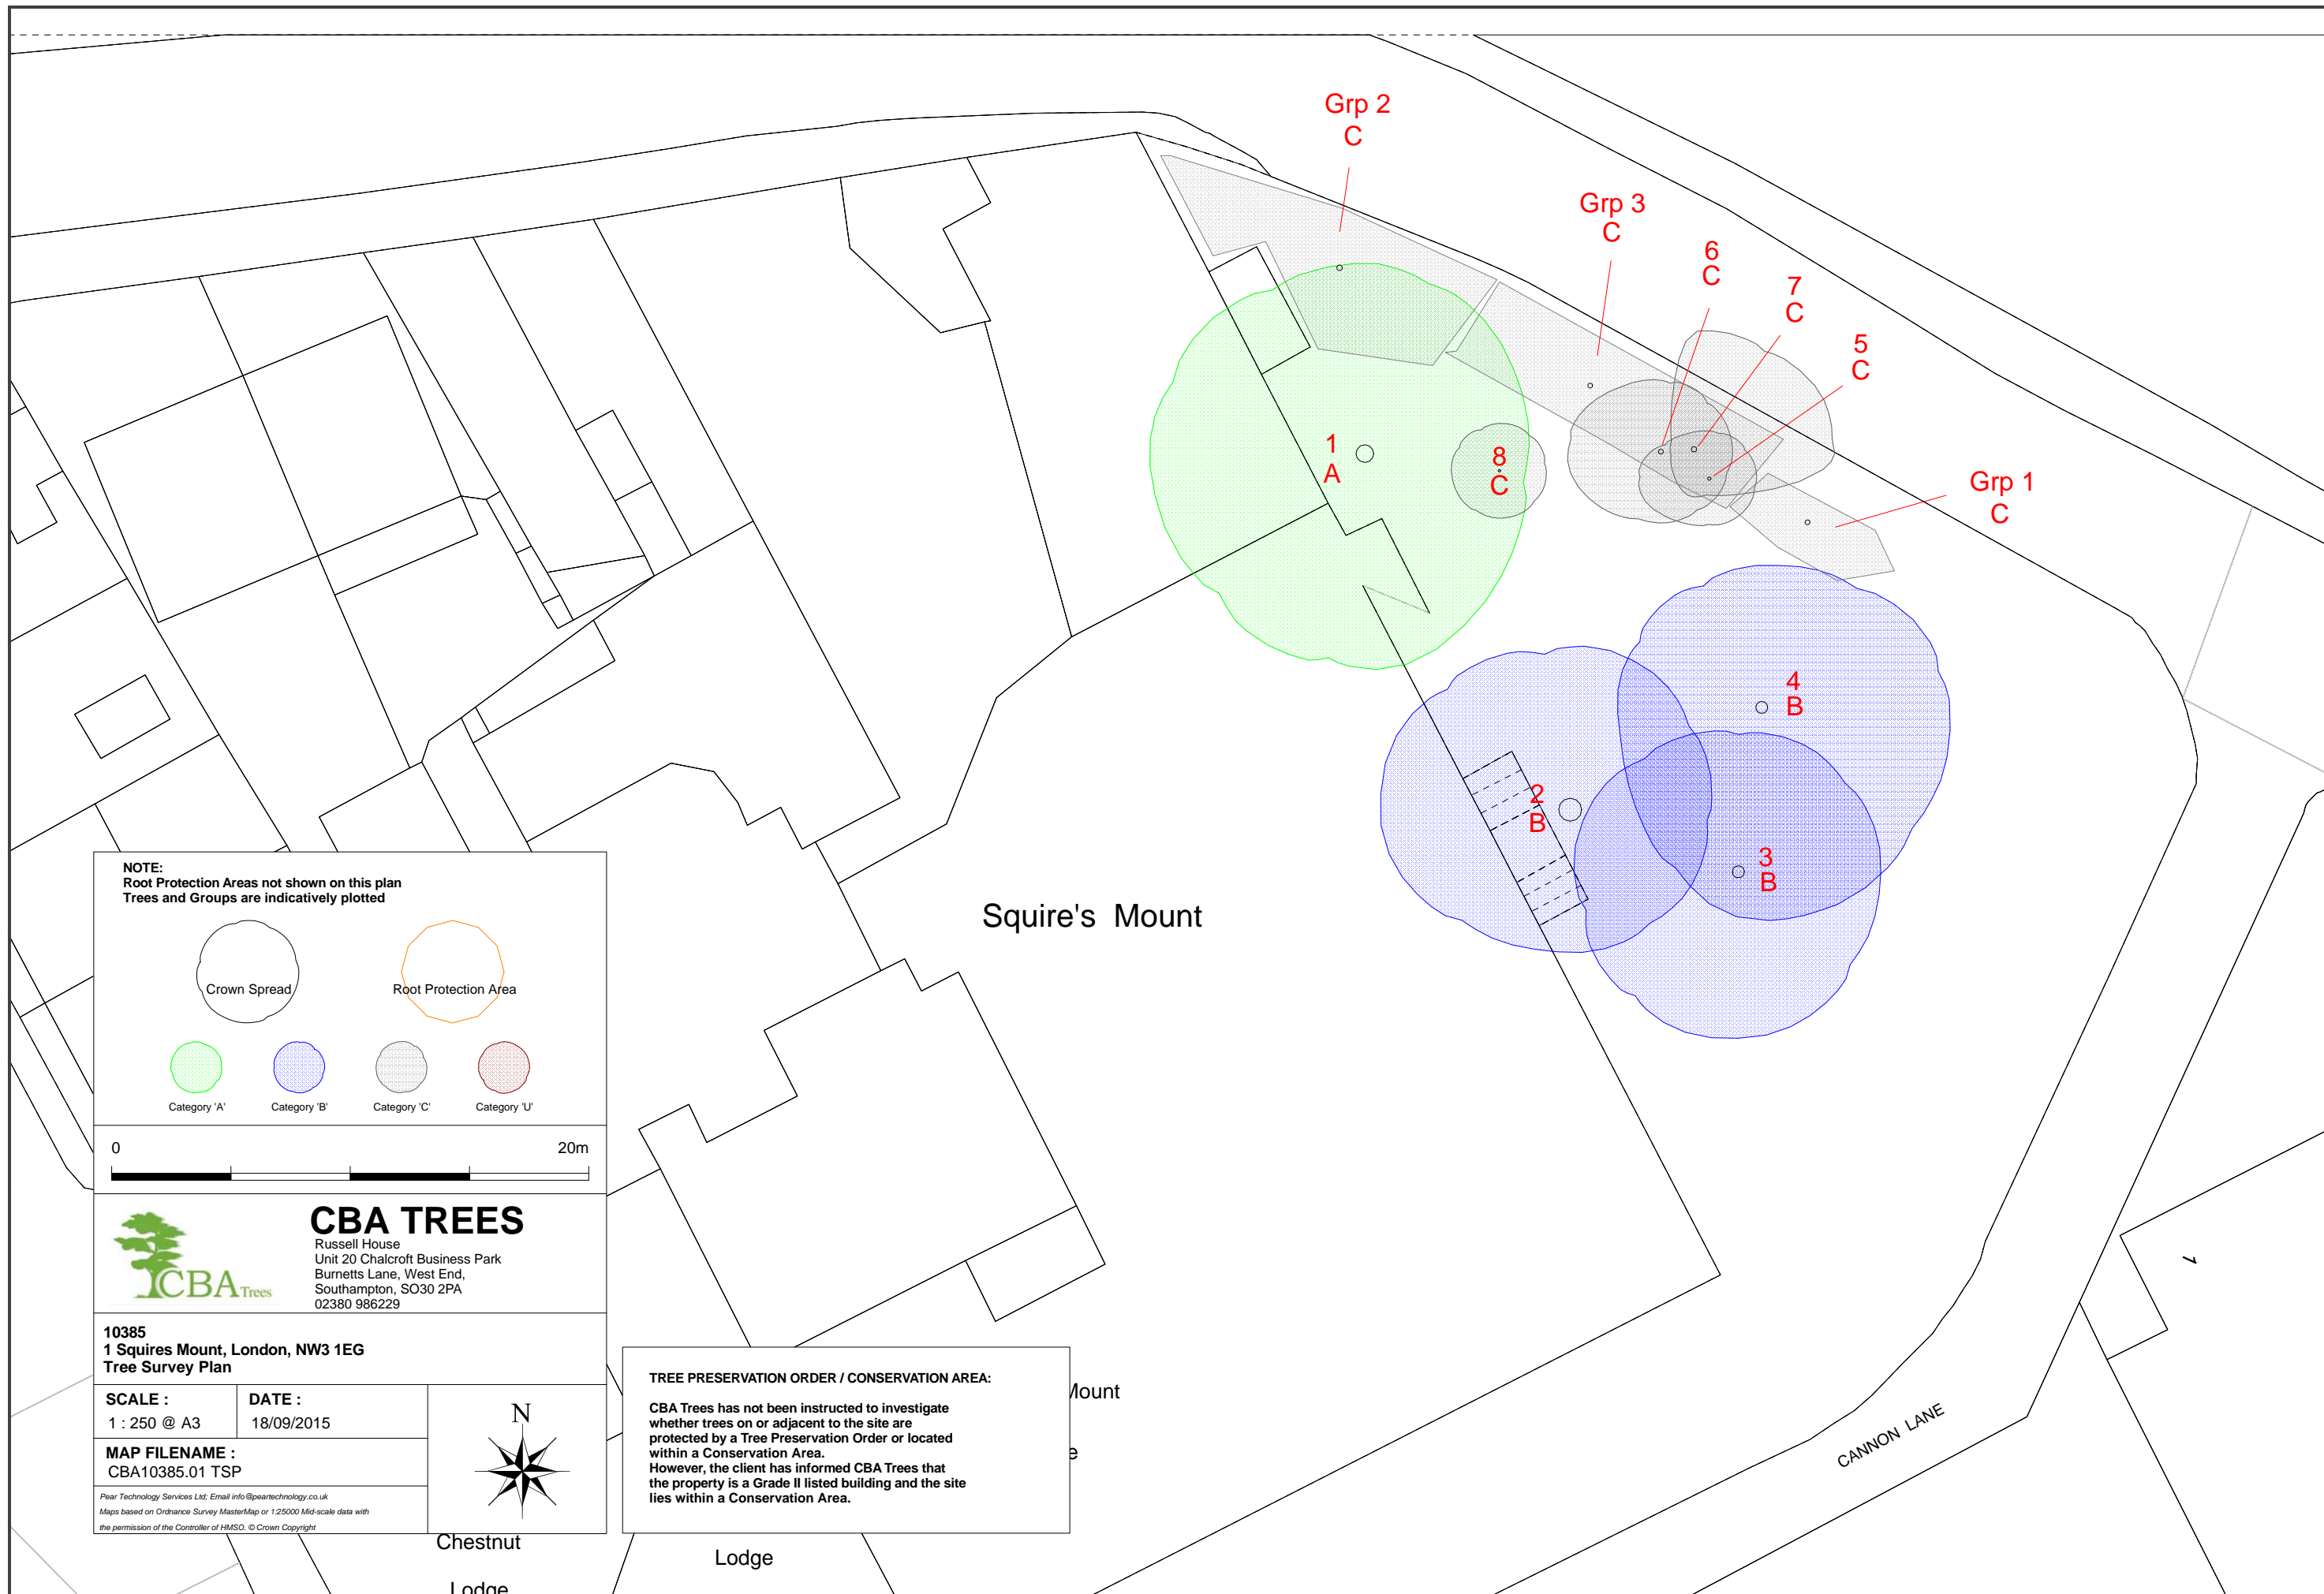 Grp 2
C
Grp 3
C
6
C
7
C
5
C
1
A
8
C
Grp 1
C
4
B
2
B
3
B
Squire's Mount
NOTE:
Root Protection Areas not shown on this plan
Trees and Groups are indicatively plotted
Crown Spread
Root Protection Area
Category 'A'
Category 'B'
Category 'C'
Category 'U'
0
20m
CBA TREES
Russell House
Unit 20 Chalcroft Business Park
Burnetts Lane, West End,
Southampton, SO30 2PA
02380 986229
CBA Trees
10385
1 Squires Mount, London, NW3 1EG
Tree Survey Plan
SCALE :
1 : 250 @ A3
DATE :
18/09/2015
MAP FILENAME :
CBA10385.01 TSP
N
Pear Technology Services Ltd; Email info@peartechnology.co.uk
Maps based on Ordnance Survey MasterMap or 1:25000 Mid-scale data with
the permission of the Controller of HMSO. © Crown Copyright
TREE PRESERVATION ORDER / CONSERVATION AREA:
CBA Trees has not been instructed to investigate
whether trees on or adjacent to the site are
protected by a Tree Preservation Order or located
within a Conservation Area.
However, the client has informed CBA Trees that
the property is a Grade II listed building and the site
lies within a Conservation Area.
Mount
CANNON LANE
Chestnut
Lodge
Lodge